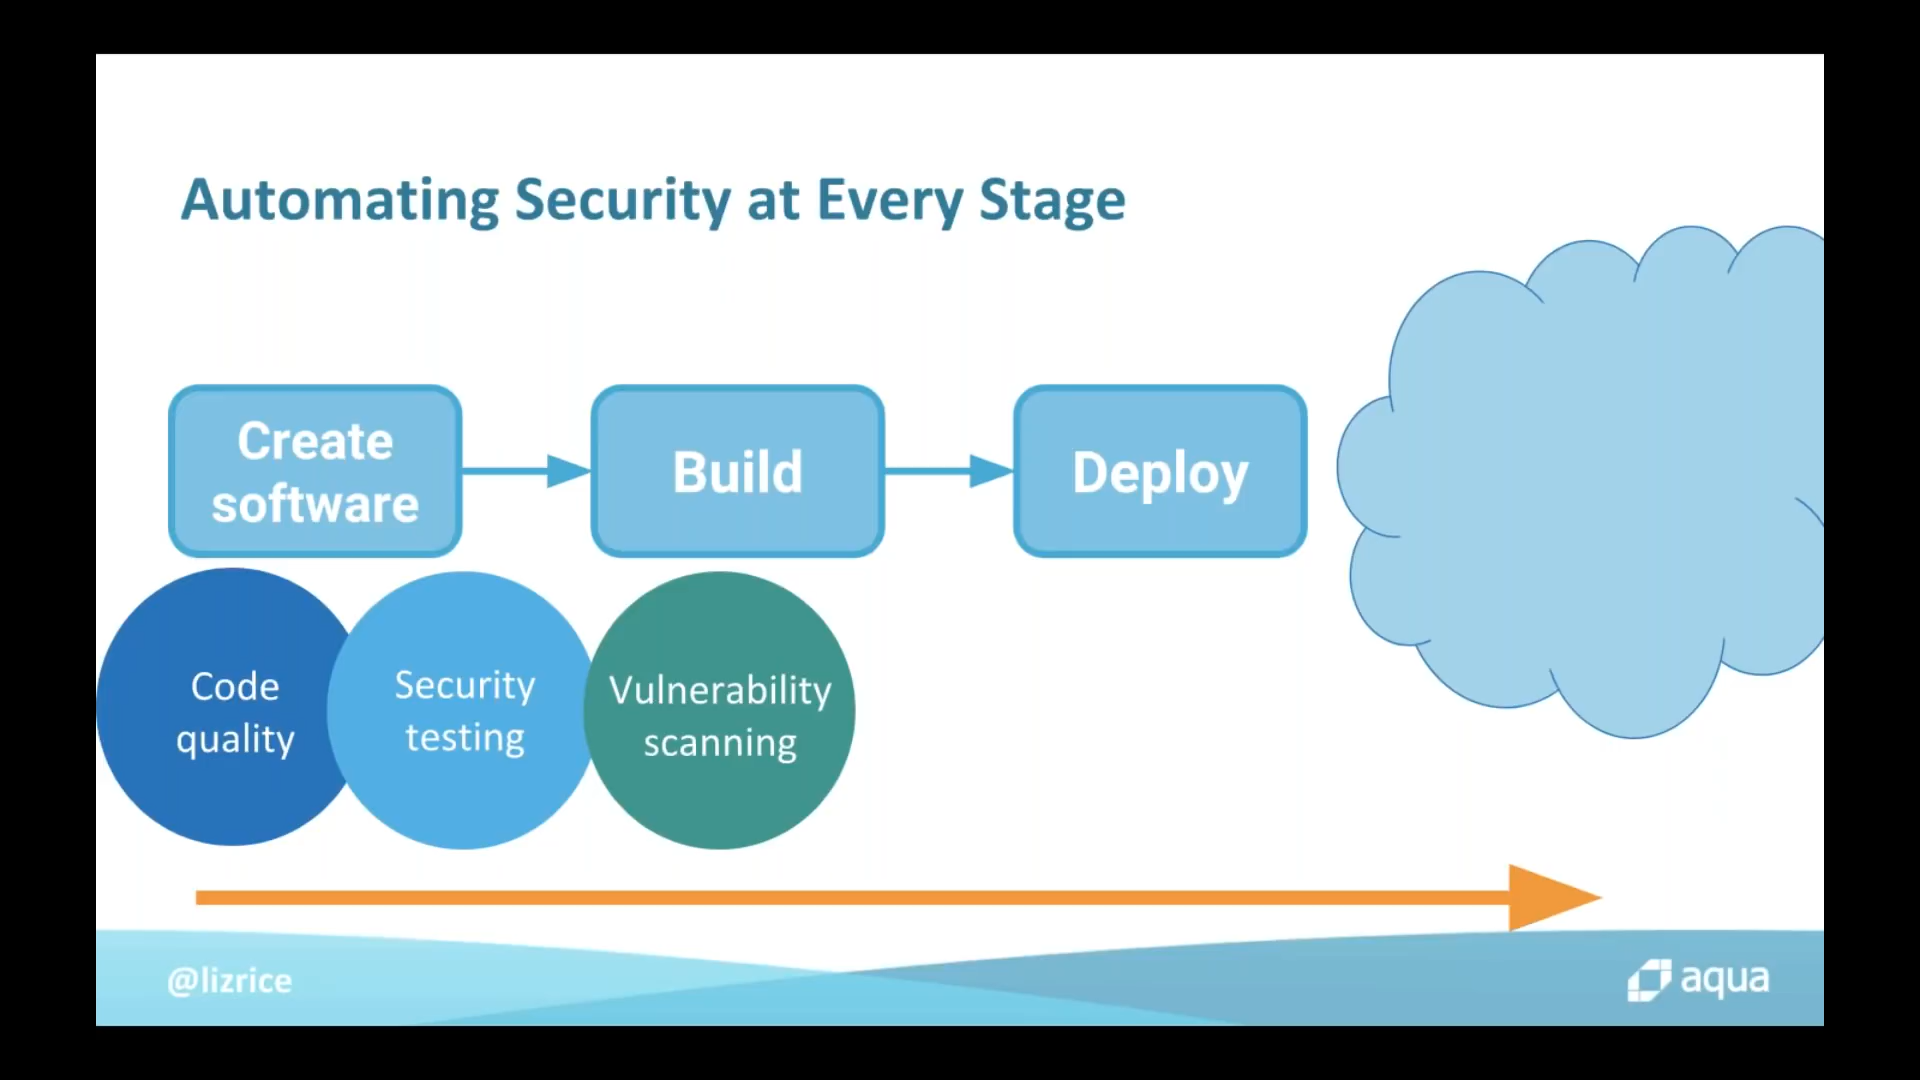 Automating Security at Every Stage
Create
software
Build
Deploy
Code
quality
Security
testing
Vulnerability
scanning
@lizrice
aqua